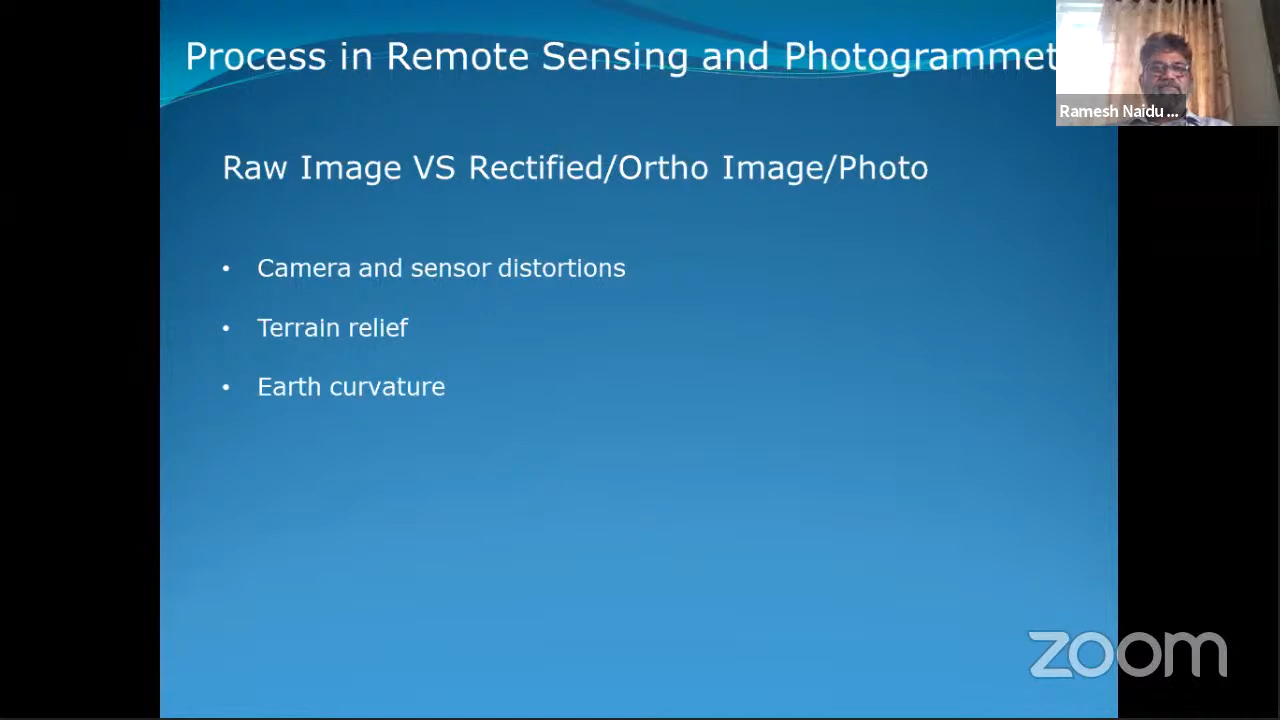 Process in Remote Sensing and Photogrammet
Ramesh Naidu ...
Raw Image VS Rectified/Ortho Image/Photo
• Camera and sensor distortions
• Terrain relief
• Earth curvature
zoom